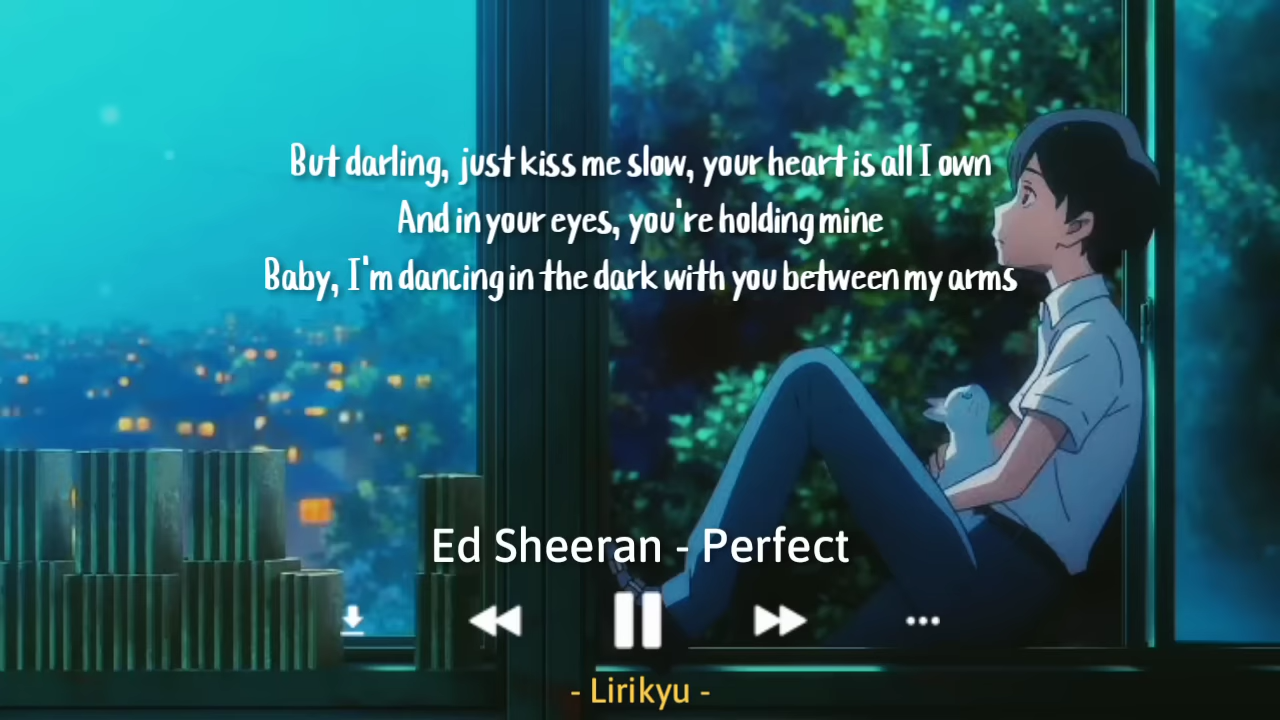 But darling, just kiss me slow, your heart is all I own
And in your eyes, you're holding mine
Baby, I'm dancing in the dark with you between my arms
Ed Sheeran - Perfect
- Lirikyu -